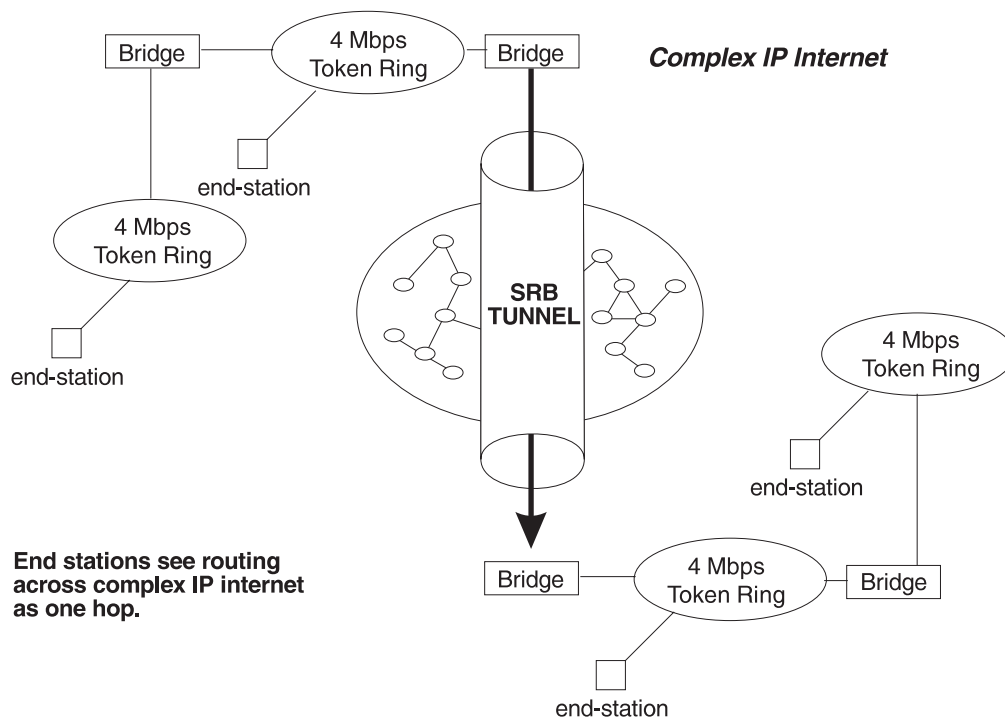 Bridge
4 Mbps
Token Ring
Bridge
Complex IP Internet
end-station
4 Mbps
Token Ring
end-station
SRB
TUNNEL
4 Mbps
Token Ring
end-station
End stations see routing
across complex IP internet
as one hop.
Bridge
4 Mbps
Token Ring
Bridge
end-station